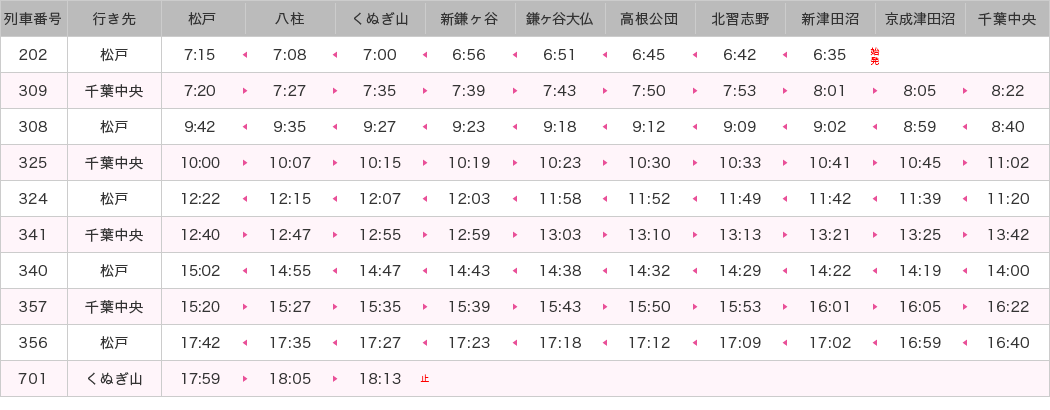 列車番号 行き先 松戸 八柱 くぬぎ山 新鎌ヶ谷 鎌ヶ谷大仏 高根公団 北習志野 新津田沼 京成津田沼 千葉中央
202 松戸 7:15 7:08 7:00 6:56 6:51 6:45 6:42 6:35 始発
309 千葉中央 7:20 7:27 7:35 7:39 7:43 7:50 7:53 8:01 8:05 8:22
308 松戸 9:42 9:35 9:27 9:23 9:18 9:12 9:09 9:02 8:59 8:40
325 千葉中央 10:00 10:07 10:15 10:19 10:23 10:30 10:33 10:41 10:45 11:02
324 松戸 12:22 12:15 12:07 12:03 11:58 11:52 11:49 11:42 11:39 11:20
341 千葉中央 12:40 12:47 12:55 12:59 13:03 13:10 13:13 13:21 13:25 13:42
340 松戸 15:02 14:55 14:47 14:43 14:38 14:32 14:29 14:22 14:19 14:00
357 千葉中央 15:20 15:27 15:35 15:39 15:43 15:50 15:53 16:01 16:05 16:22
356 松戸 17:42 17:35 17:27 17:23 17:18 17:12 17:09 17:02 16:59 16:40
701 くぬぎ山 17:59 18:05 18:13 止